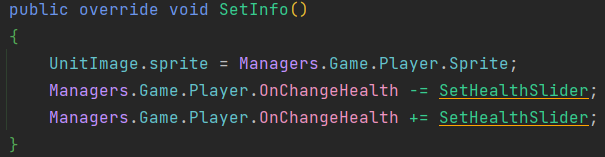 public override void SetInfo()
{
UnitImage.sprite = Managers.Game.Player.Sprite;
Managers.Game.Player.OnChangeHealth -= SetHealthSlider;
Managers.Game.Player.OnChangeHealth += SetHealthSlider;
}